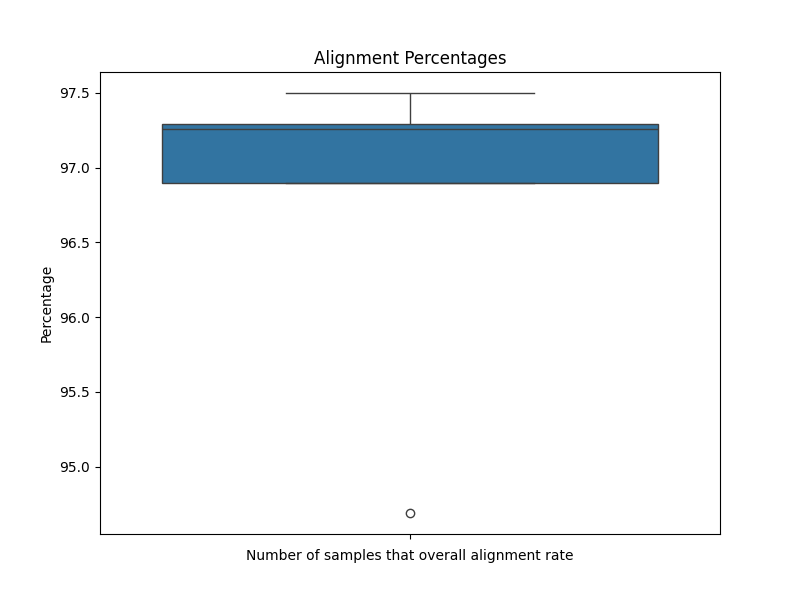 Alignment Percentages
97.5
97.0
96.5
96.0
95.5
95.0
Percentage
Number of samples that overall alignment rate